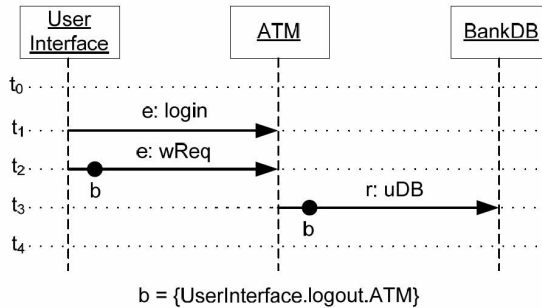 User
Interface
ATM
BankDB
t0
t1
e: login
t2
e: wReq
b
t3
r: uDB
b
t4
b = {UserInterface.logout.ATM}